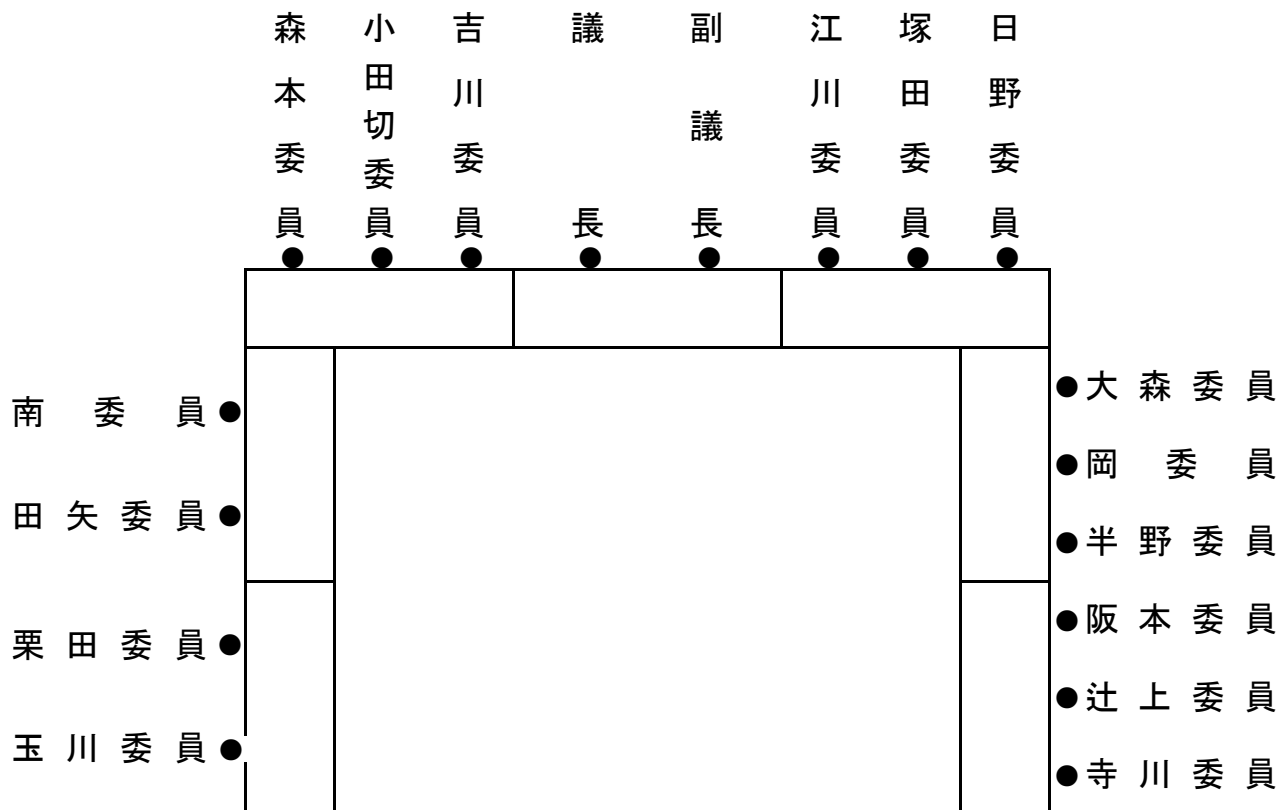 森本委員
小田切委員
吉川委員
議長
副議長
江川委員
塚田委員
日野委員
南委員
田矢委員
栗田委員
玉川委員
大森委員
岡委員
半野委員
阪本委員
辻上委員
寺川委員